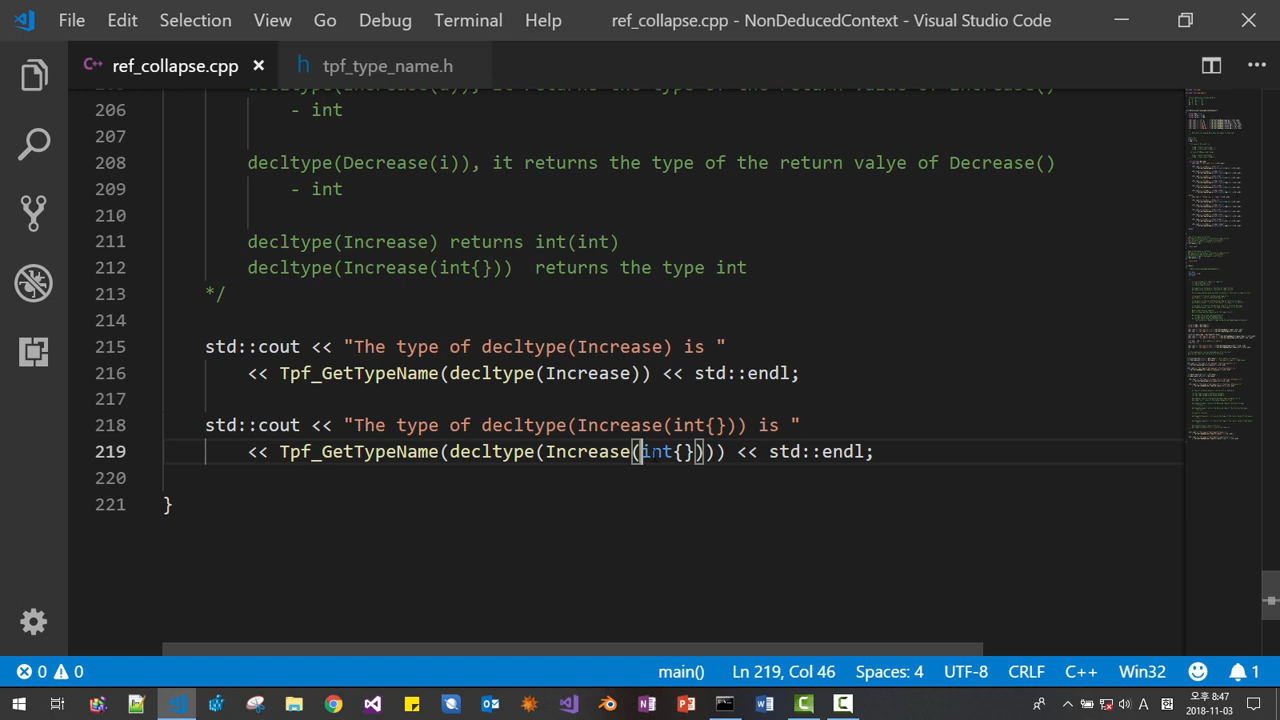 File Edit Selection View Go Debug Terminal Help ref_collapse.cpp - NonDeducedContext - Visual Studio Code
C++ ref_collapse.cpp × h tpf_type_name.h
206 - int
207
208 decltype(Decrease(i)), it returns the type of the return valye of Decrease()
209 - int
210
211 decltype(Increase) returns int(int)
212 decltype(Increase(int{})) returns the type int
213 */
214
215 std::cout << "The type of decltype(Increase) is "
216 << Tpf_GetTypeName(decltype(Increase)) << std::endl;
217
218 std::cout << "The type of decltype(Increase(int{})) is "
219 << Tpf_GetTypeName(decltype(Increase(int{}))) << std::endl;
220
221 }
0 0 main() Ln 219, Col 46 Spaces: 4 UTF-8 CRLF C++ Win32 1
A 오후 8:47
2018-11-03